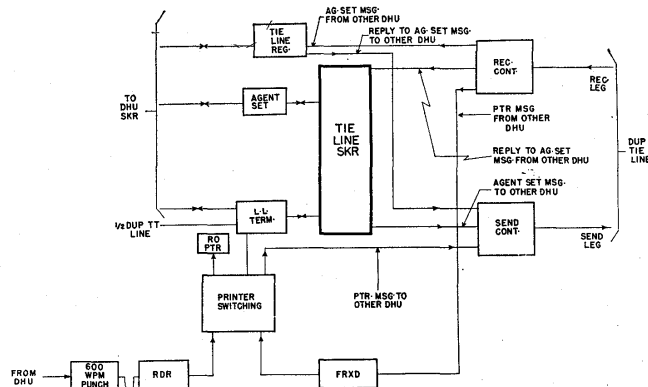 AG. SET MSG.
FROM OTHER DHU
REPLY TO AG. SET MSG.
TO OTHER DHU
TIE
LINE
REG.
REC.
CONT.
REC
LEG
TO
DHU
SKR
AGENT
SET
TIE
LINE
SKR
PTR MSG
FROM OTHER
DHU
DUP
TIE
LINE
REPLY TO AG. SET
MSG. FROM OTHER DHU
AGENT SET MSG.
TO OTHER DHU
L.L.
TERM.
1/2 DUP TT
LINE
RO
PTR
SEND
CONT.
SEND
LEG
PRINTER
SWITCHING
PTR. MSG. TO
OTHER DHU
FROM
DHU
600
WPM
PUNCH
RDR
FRXD